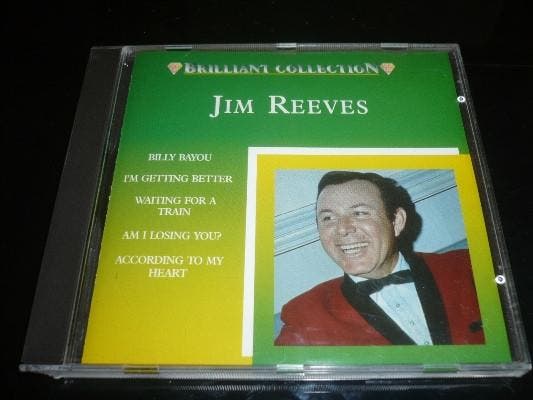 BRILLIANT COLLECTION
JIM REEVES
BILLY BAYOU
I'M GETTING BETTER
WAITING FOR A
TRAIN
AM I LOSING YOU?
ACCORDING TO MY
HEART